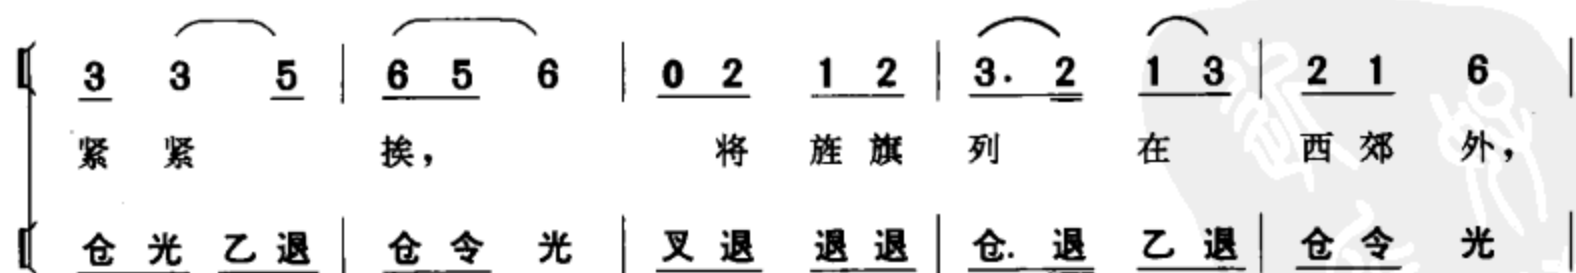 3 3 5 | 6 5 6 | 0 2 1 2 | 3. 2 1 3 | 2 1 6 |
紧 紧 挨， 将 旌 旗 列 在 西 郊 外，
仓 光 乙 退 | 仓 令 光 | 叉 退 退 退 | 仓. 退 乙 退 | 仓 令 光 |